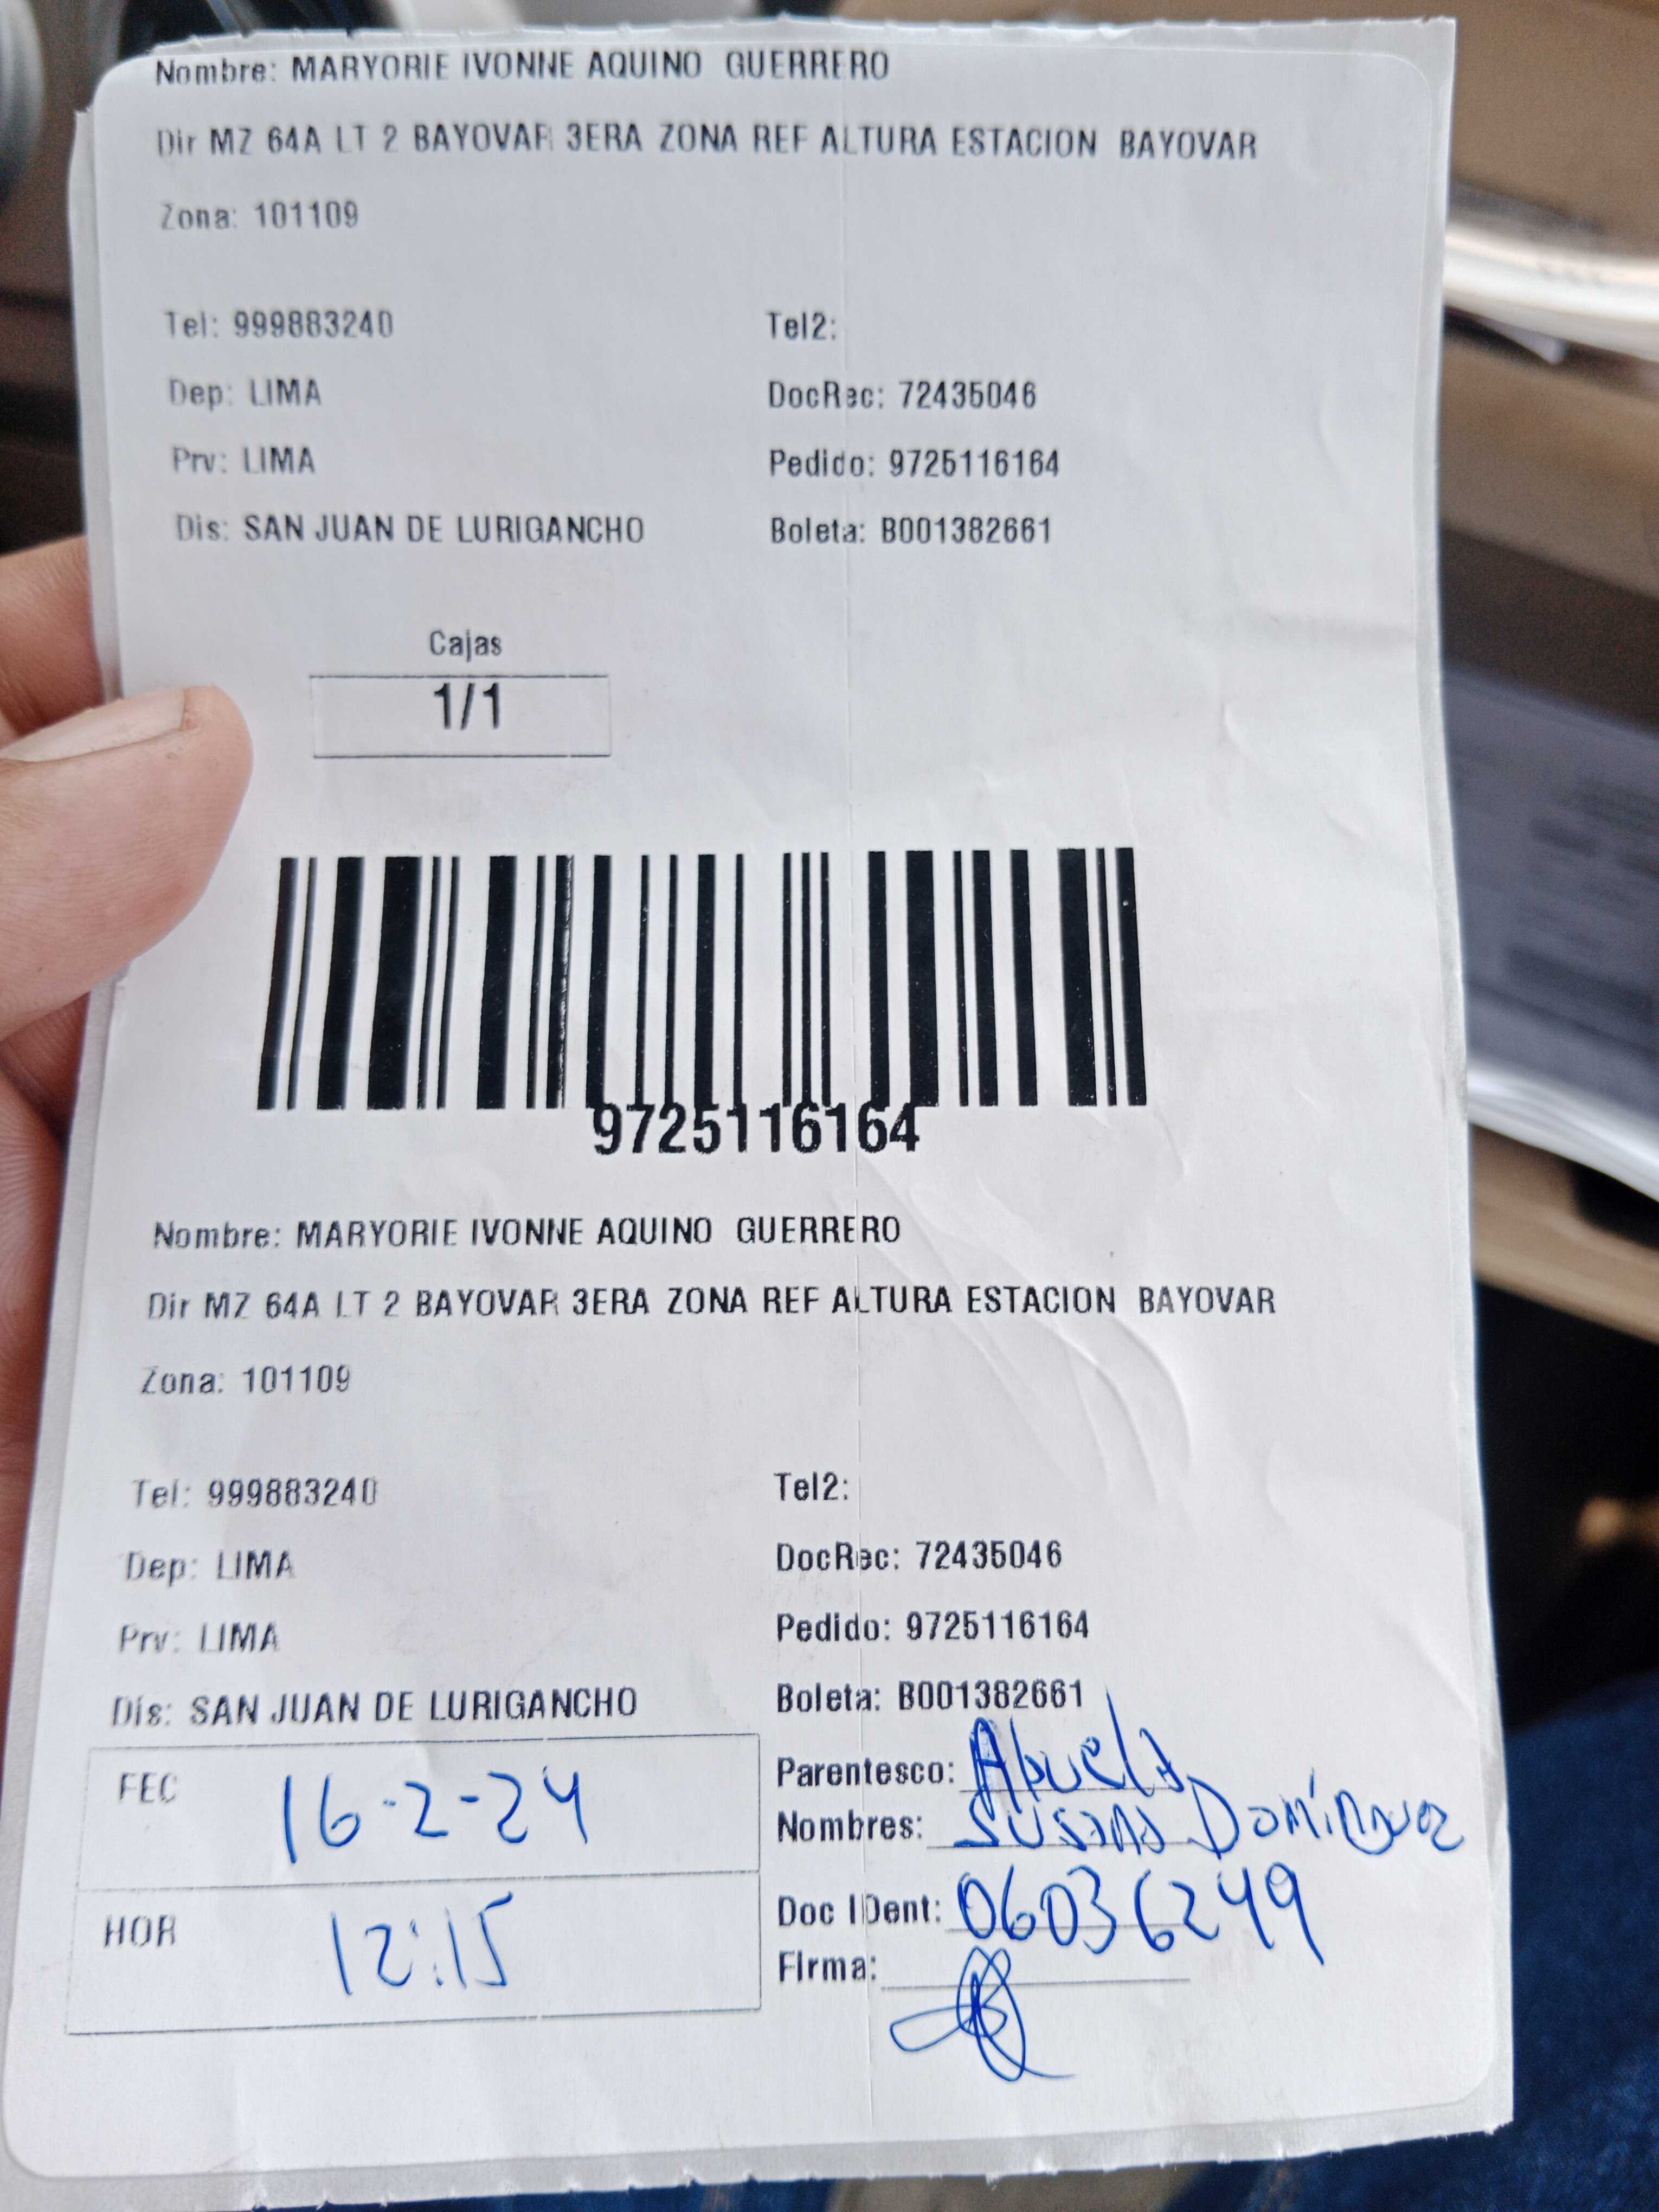 Nombre: MARYORIE IVONNE AQUINO GUERRERO
Dir MZ 64A LT 2 BAYOVAR 3ERA ZONA REF ALTURA ESTACION BAYOVAR
Zona: 101109
Tel: 999883240 Tel2:
Dep: LIMA DocRec: 72435046
Prv: LIMA Pedido: 9725116164
Dis: SAN JUAN DE LURIGANCHO Boleta: B001382661
Cajas
1/1
9725116164
Nombre: MARYORIE IVONNE AQUINO GUERRERO
Dir MZ 64A LT 2 BAYOVAR 3ERA ZONA REF ALTURA ESTACION BAYOVAR
Zona: 101109
Tel: 999883240 Tel2:
Dep: LIMA DocRec: 72435046
Prv: LIMA Pedido: 9725116164
Dis: SAN JUAN DE LURIGANCHO Boleta: B001382661
FEC 16-2-24
HOR 12:15
Parentesco: Abuela
Nombres: Susana Domínguez
Doc IDent: 06036249
Firma: